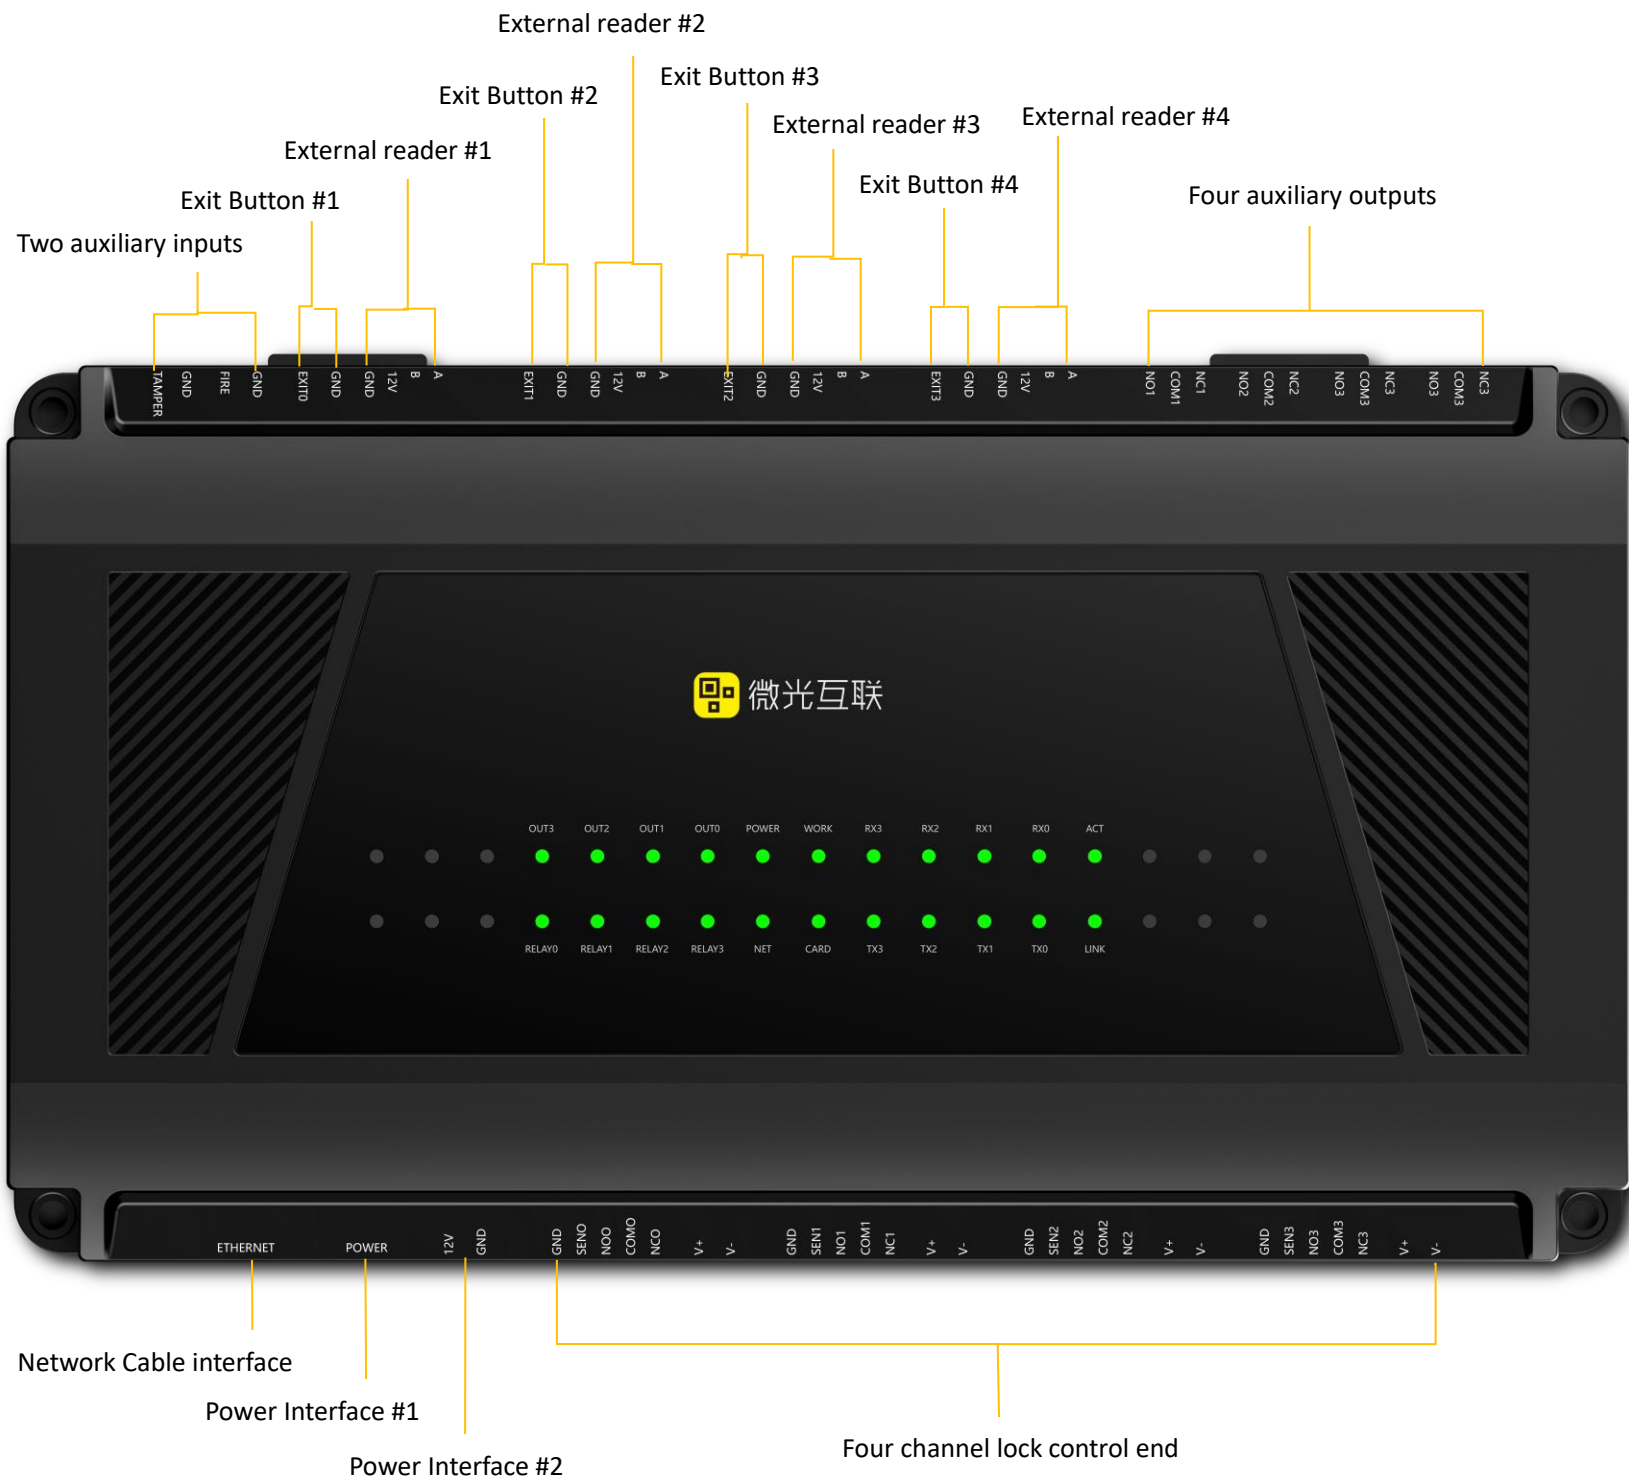 External reader #2
Exit Button #3
Exit Button #2
External reader #4
External reader #3
External reader #1
Exit Button #4
Exit Button #1
Four auxiliary outputs
Two auxiliary inputs
TAMPER GND FIRE GND EXIT0 GND GND 12V B A EXIT1 GND GND 12V B A EXIT2 GND GND 12V B A EXIT3 GND GND 12V B A NO1 COM1 NC1 NO2 COM2 NC2 NO3 COM3 NC3 NO3 COM3 NC3
微光互联
OUT3 OUT2 OUT1 OUT0 POWER WORK RX3 RX2 RX1 RX0 ACT
RELAY0 RELAY1 RELAY2 RELAY3 NET CARD TX3 TX2 TX1 TX0 LINK
ETHERNET POWER 12V GND GND SENO NOO COMO NCO V+ V- GND SEN1 NO1 COM1 NC1 V+ V- GND SEN2 NO2 COM2 NC2 V+ V- GND SEN3 NO3 COM3 NC3 V+ V-
Network Cable interface
Power Interface #1
Four channel lock control end
Power Interface #2